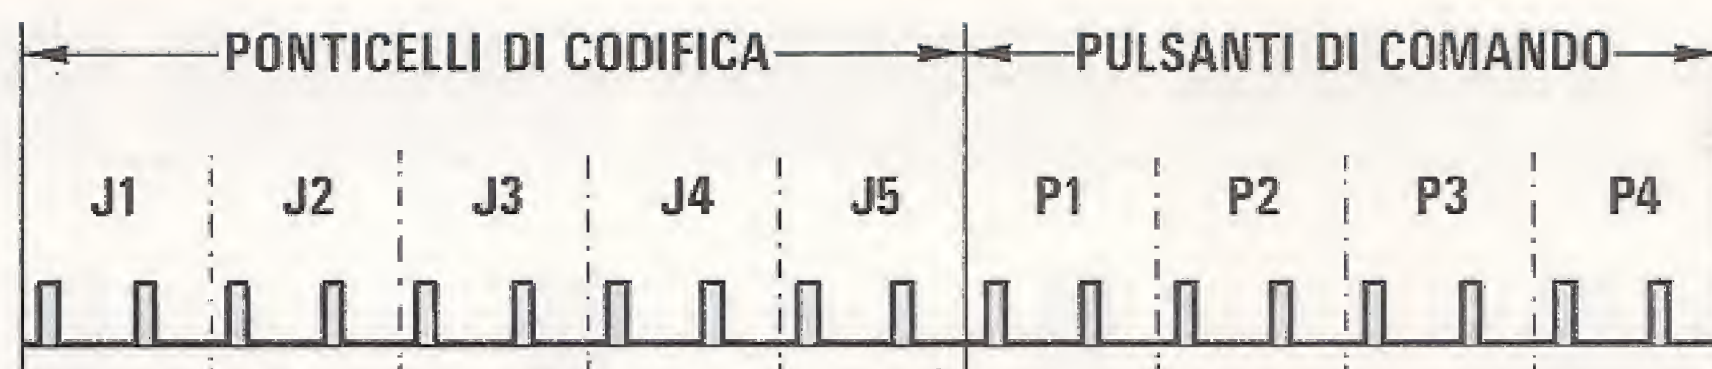 PONTICELLI DI CODIFICA PULSANTI DI COMANDO
J1 J2 J3 J4 J5 P1 P2 P3 P4